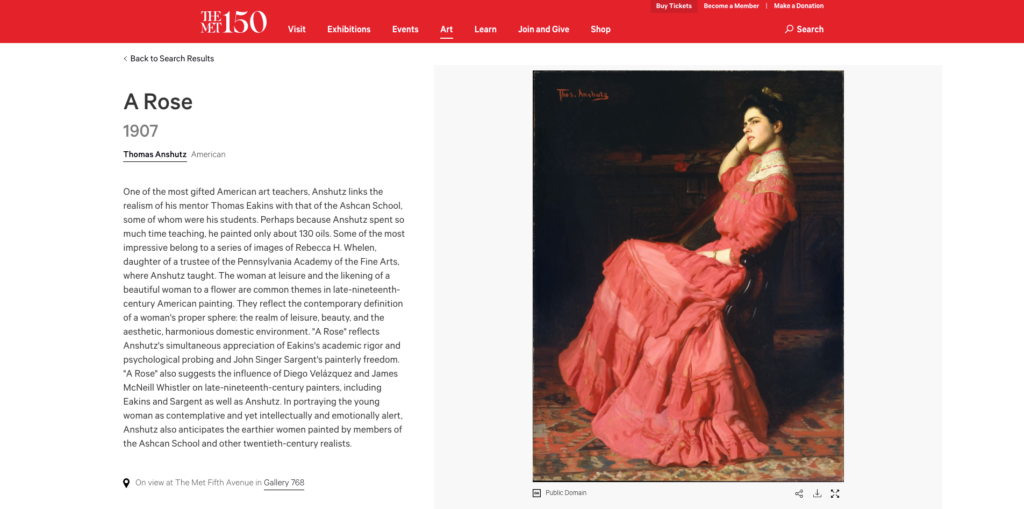 Buy Tickets Become a Member | Make a Donation
THE MET 150
Visit Exhibitions Events Art Learn Join and Give Shop Search
< Back to Search Results
A Rose
1907
Thomas Anshutz American
One of the most gifted American art teachers, Anshutz links the
realism of his mentor Thomas Eakins with that of the Ashcan School,
some of whom were his students. Perhaps because Anshutz spent so
much time teaching, he painted only about 130 oils. Some of the most
impressive belong to a series of images of Rebecca H. Whelen,
daughter of a trustee of the Pennsylvania Academy of the Fine Arts,
where Anshutz taught. The woman at leisure and the likening of a
beautiful woman to a flower are common themes in late-nineteenth-
century American painting. They reflect the contemporary definition
of a woman's proper sphere: the realm of leisure, beauty, and the
aesthetic, harmonious domestic environment. "A Rose" reflects
Anshutz's simultaneous appreciation of Eakins's academic rigor and
psychological probing and John Singer Sargent's painterly freedom.
"A Rose" also suggests the influence of Diego Velázquez and James
McNeill Whistler on late-nineteenth-century painters, including
Eakins and Sargent as well as Anshutz. In portraying the young
woman as contemplative and yet intellectually and emotionally alert,
Anshutz also anticipates the earthier women painted by members of
the Ashcan School and other twentieth-century realists.
On view at The Met Fifth Avenue in Gallery 768
Thos. Anshutz
Public Domain